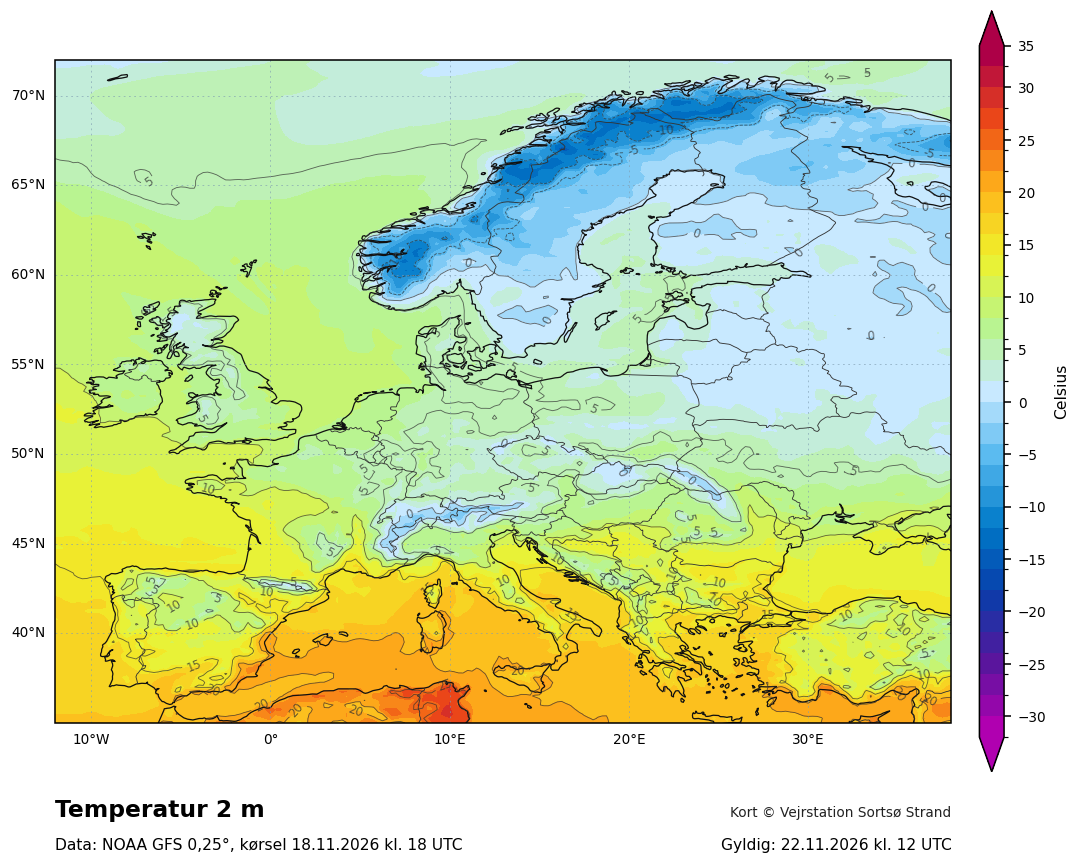 70°N
65°N
60°N
55°N
50°N
45°N
40°N
10°W
0°
10°E
20°E
30°E
35
30
25
20
15
10
5
0
−5
−10
−15
−20
−25
−30
Celsius
Temperatur 2 m
Kort © Vejrstation Sortsø Strand
Data: NOAA GFS 0,25°, kørsel 18.11.2026 kl. 18 UTC
Gyldig: 22.11.2026 kl. 12 UTC